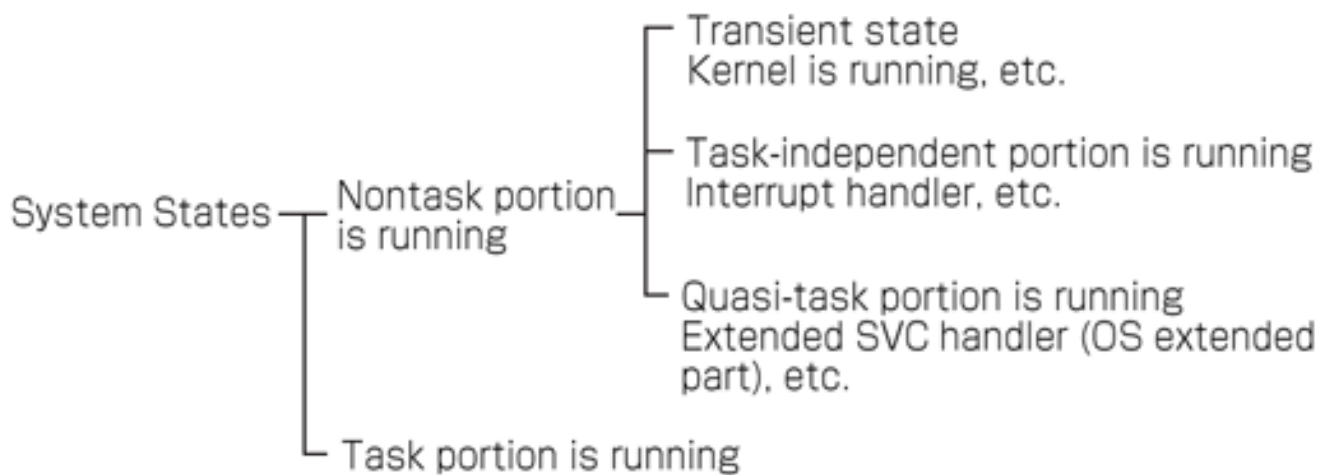 Transient state
Kernel is running, etc.
Task-independent portion is running
Interrupt handler, etc.
System States
Nontask portion
is running
Quasi-task portion is running
Extended SVC handler (OS extended
part), etc.
Task portion is running